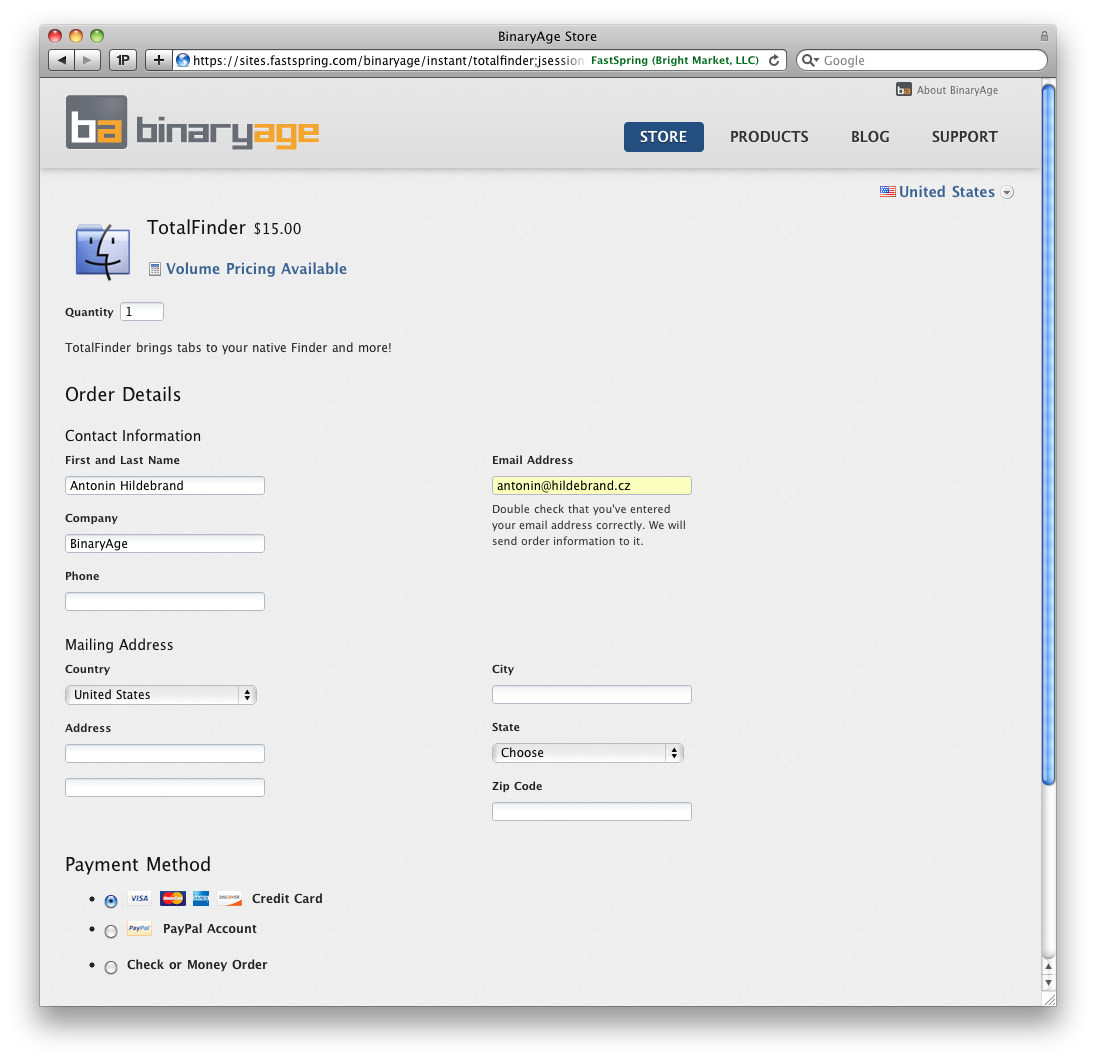 BinaryAge Store
1P
+
https://sites.fastspring.com/binaryage/instant/totalfinder;jsession FastSpring (Bright Market, LLC)
Google
ba About BinaryAge
ba binaryage
STORE PRODUCTS BLOG SUPPORT
United States
TotalFinder $15.00
Volume Pricing Available
Quantity 1
TotalFinder brings tabs to your native Finder and more!
Order Details
Contact Information
First and Last Name
Antonin Hildebrand
Email Address
antonin@hildebrand.cz
Double check that you've entered
your email address correctly. We will
send order information to it.
Company
BinaryAge
Phone
Mailing Address
Country
United States
Address
City
State
Choose
Zip Code
Payment Method
VISA MasterCard AMEX DISCOVER Credit Card
PayPal PayPal Account
Check or Money Order